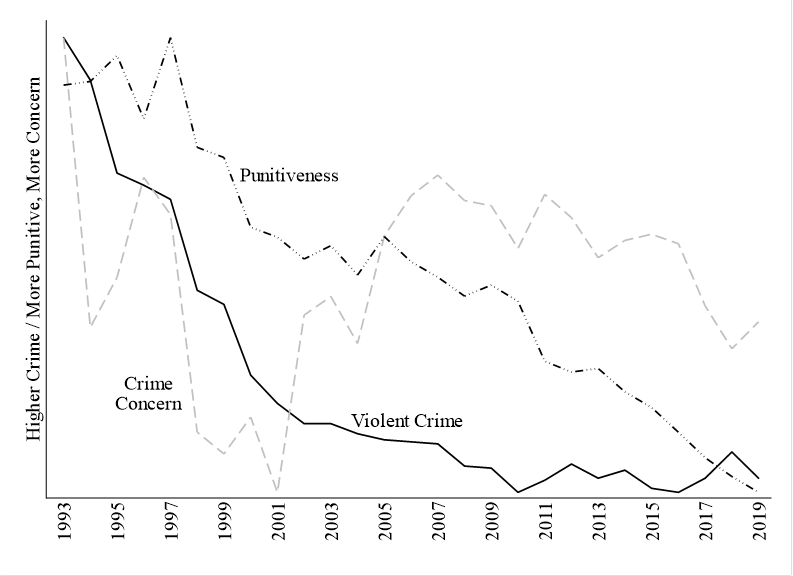 Higher Crime / More Punitive, More Concern
Punitiveness
Crime
Concern
Violent Crime
1993
1995
1997
1999
2001
2003
2005
2007
2009
2011
2013
2015
2017
2019